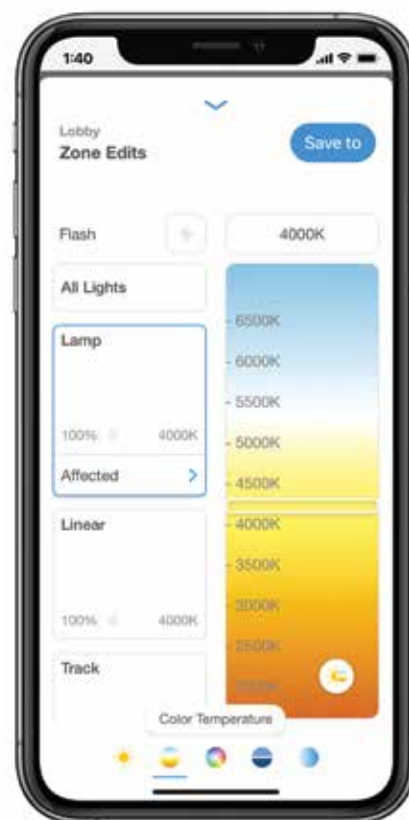 1:40
Lobby
Zone Edits
Save to
Flash
4000K
All Lights
Lamp
100%
4000K
Affected
Linear
100%
4000K
Track
- 6500K
- 6000K
- 5500K
- 5000K
- 4500K
- 4000K
- 3500K
- 3000K
- 2500K
Color Temperature